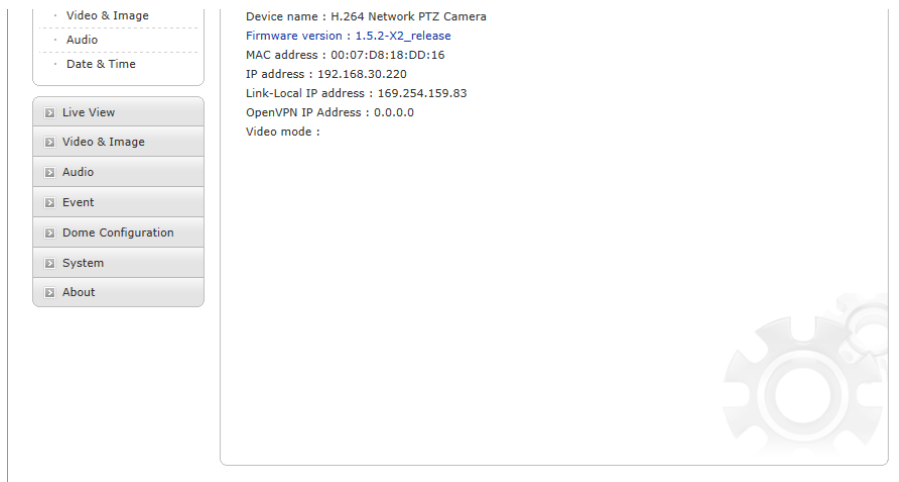 Video & Image
Audio
Date & Time
Live View
Video & Image
Audio
Event
Dome Configuration
System
About
Device name : H.264 Network PTZ Camera
Firmware version : 1.5.2-X2_release
MAC address : 00:07:D8:18:DD:16
IP address : 192.168.30.220
Link-Local IP address : 169.254.159.83
OpenVPN IP Address : 0.0.0.0
Video mode :